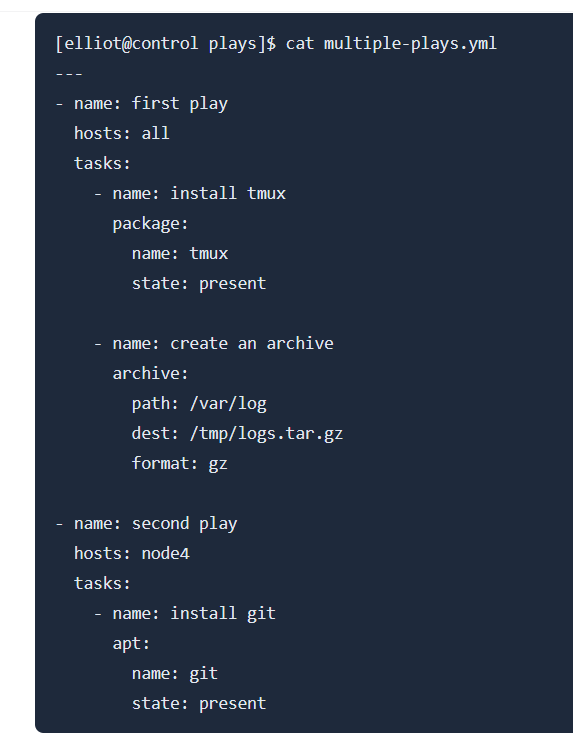 [elliot@control plays]$ cat multiple-plays.yml
---
- name: first play
  hosts: all
  tasks:
    - name: install tmux
      package:
        name: tmux
        state: present

    - name: create an archive
      archive:
        path: /var/log
        dest: /tmp/logs.tar.gz
        format: gz

- name: second play
  hosts: node4
  tasks:
    - name: install git
      apt:
        name: git
        state: present